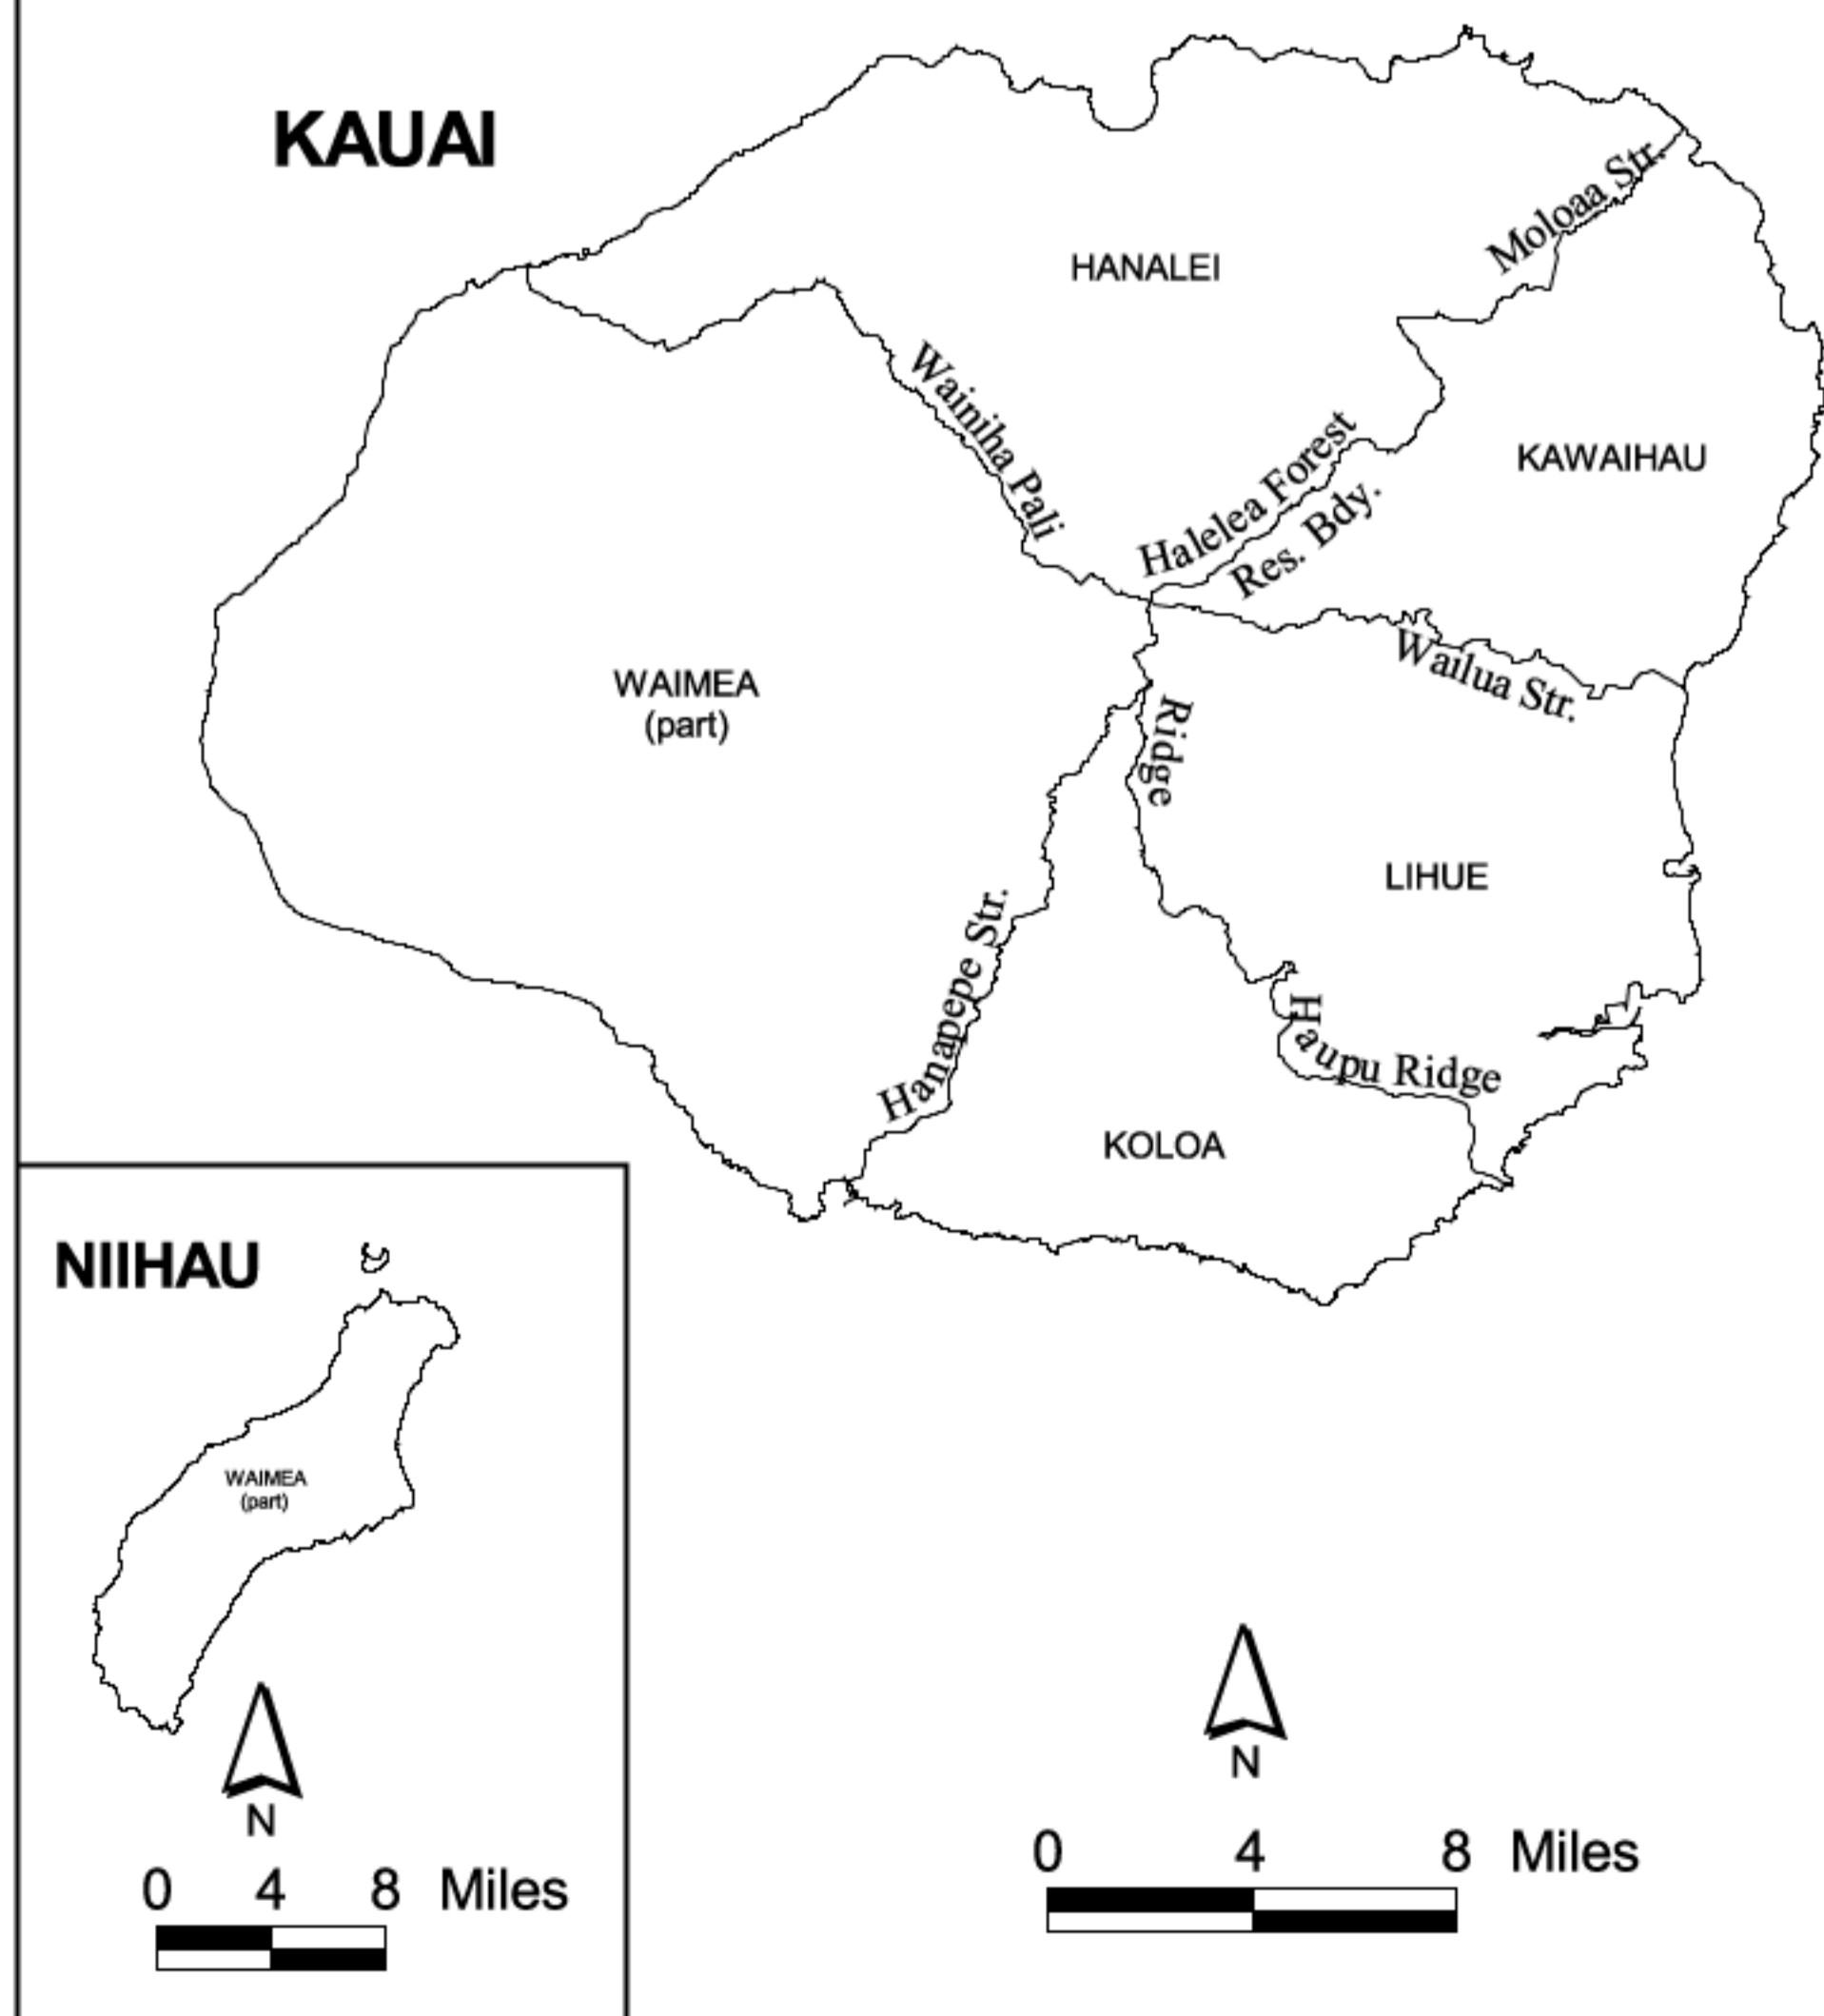 KAUAI
Moloaa Str.
HANALEI
Wainiha Pali
KAWAIHAU
Halelea Forest
Res. Bdy.
Wailua Str.
WAIMEA
(part)
Ridge
LIHUE
Hanapepe Str.
Haupu Ridge
KOLOA
NIIHAU
WAIMEA
(part)
N
0 4 8 Miles
N
0 4 8 Miles